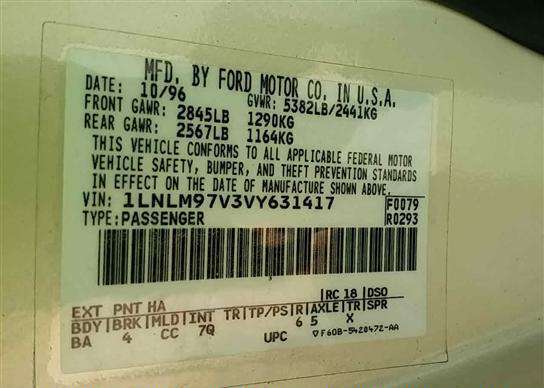 MFD. BY FORD MOTOR CO. IN U.S.A.
DATE: 10/96 GVWR: 5382LB/2441KG
FRONT GAWR: 2845LB 1290KG
REAR GAWR: 2567LB 1164KG
THIS VEHICLE CONFORMS TO ALL APPLICABLE FEDERAL MOTOR
VEHICLE SAFETY, BUMPER, AND THEFT PREVENTION STANDARDS
IN EFFECT ON THE DATE OF MANUFACTURE SHOWN ABOVE.
VIN: 1LNLM97V3VY631417 F0079
TYPE: PASSENGER R0293
EXT PNT HA RC 18 DSO
BDY BRK MLD INT TR TP/PS R AXLE TR SPR
BA 4 CC 7Q 6 5 X
UPC F60B-5420472-AA